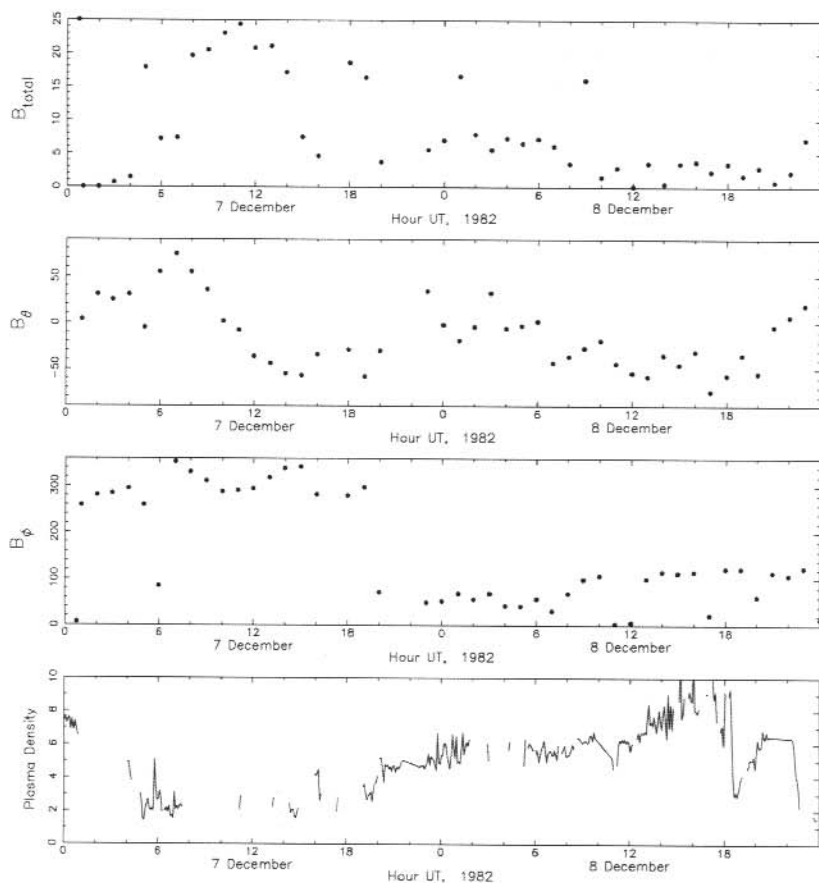 25
20
15
10
5
0
B total
0 6 12 18 0 6 12 18
7 December 8 December
Hour UT, 1982
50
0
-50
B θ
0 6 12 18 0 6 12 18
7 December 8 December
Hour UT, 1982
300
200
100
0
B φ
0 6 12 18 0 6 12 18
7 December 8 December
Hour UT, 1982
10
8
6
4
2
0
Plasma Density
0 6 12 18 0 6 12 18
7 December 8 December
Hour UT, 1982